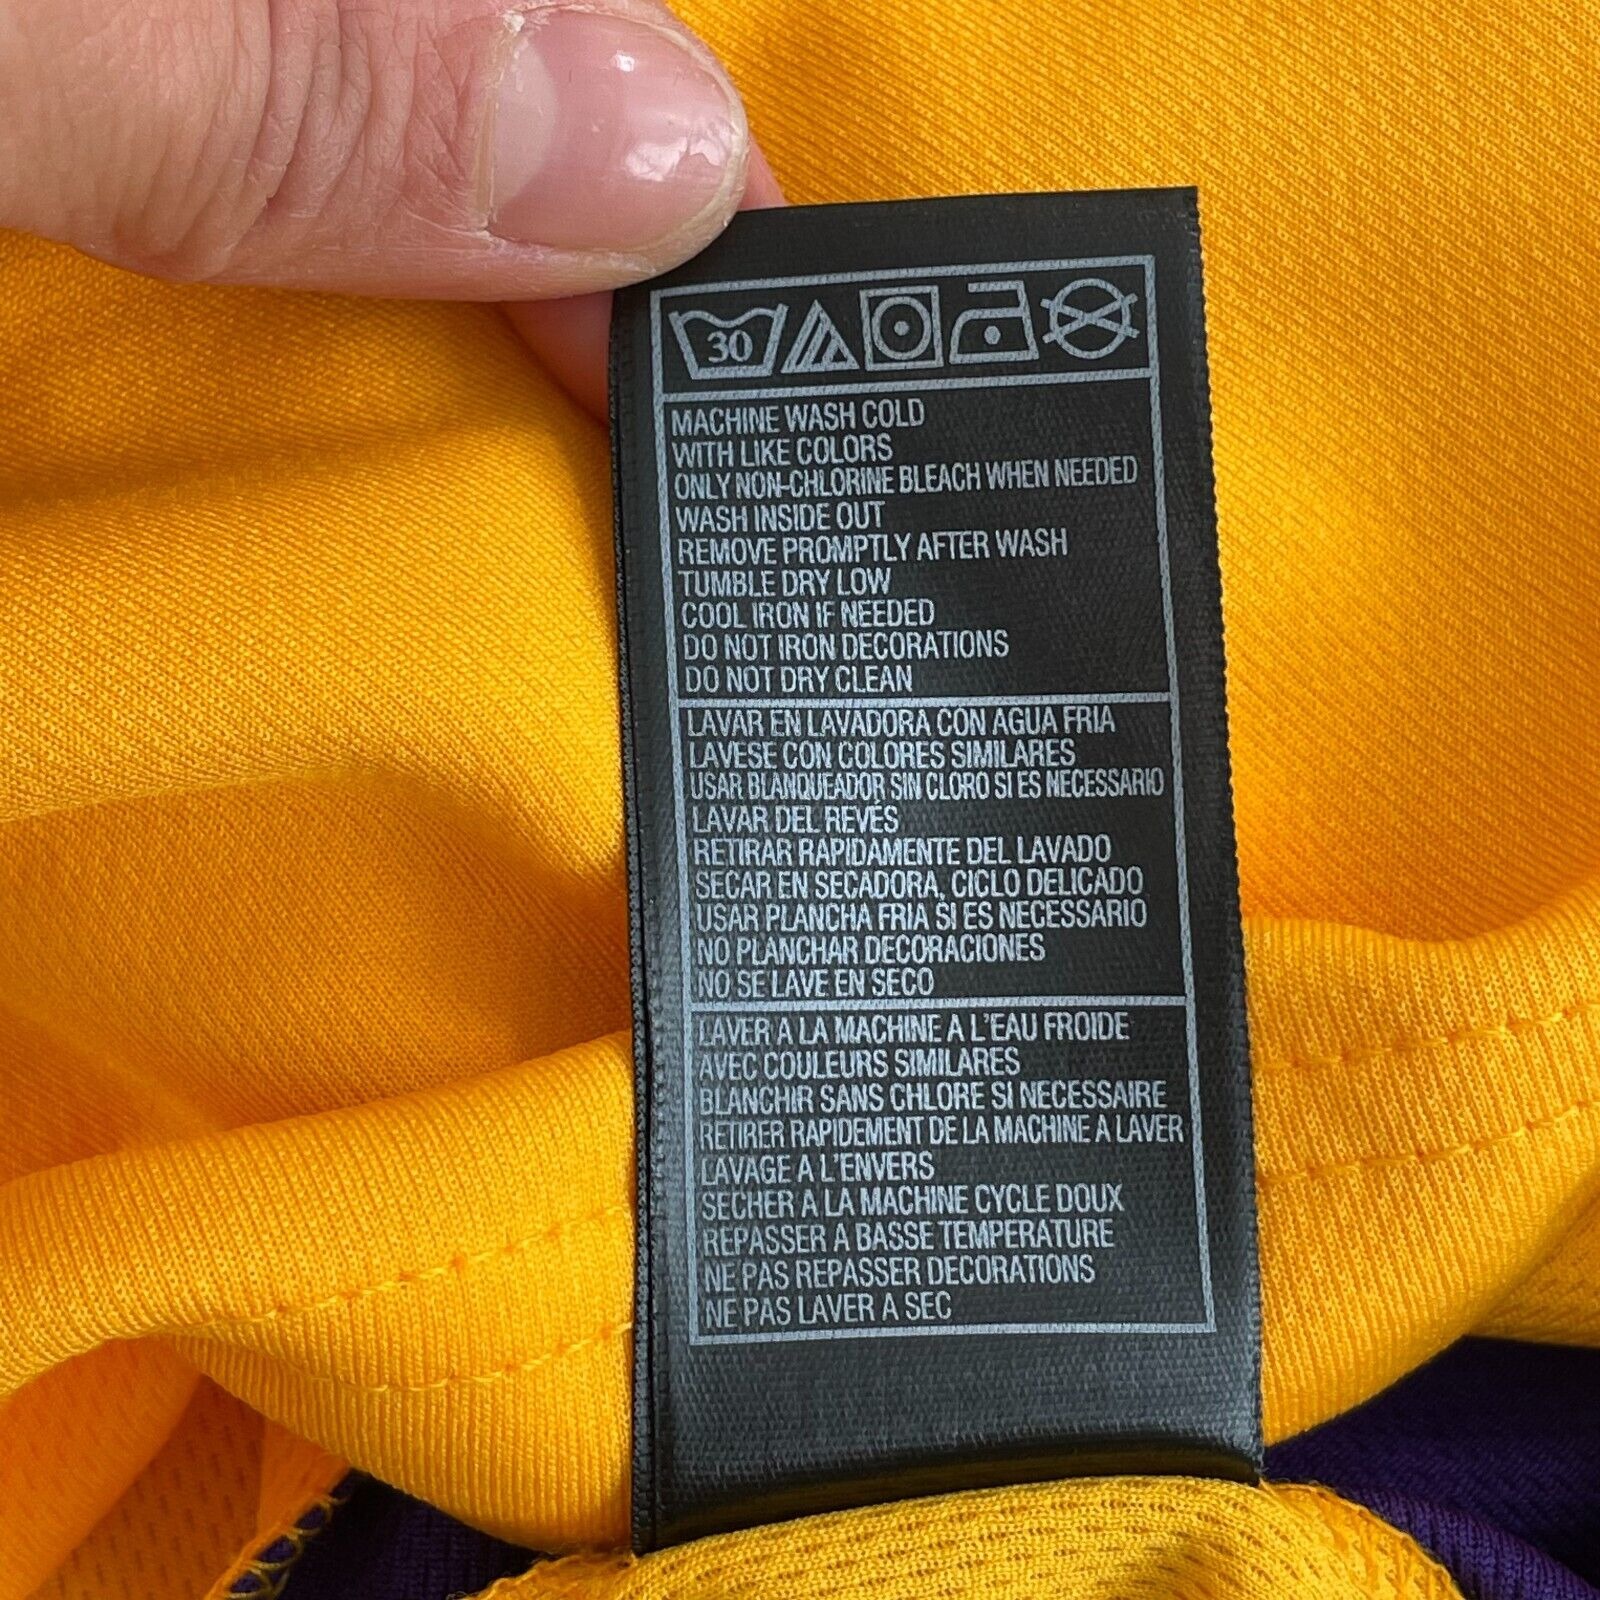 30
MACHINE WASH COLD
WITH LIKE COLORS
ONLY NON-CHLORINE BLEACH WHEN NEEDED
WASH INSIDE OUT
REMOVE PROMPTLY AFTER WASH
TUMBLE DRY LOW
COOL IRON IF NEEDED
DO NOT IRON DECORATIONS
DO NOT DRY CLEAN
LAVAR EN LAVADORA CON AGUA FRIA
LAVESE CON COLORES SIMILARES
USAR BLANQUEADOR SIN CLORO SI ES NECESSARIO
LAVAR DEL REVÉS
RETIRAR RAPIDAMENTE DEL LAVADO
SECAR EN SECADORA, CICLO DELICADO
USAR PLANCHA FRIA SI ES NECESSARIO
NO PLANCHAR DECORACIONES
NO SE LAVE EN SECO
LAVER A LA MACHINE A L'EAU FROIDE
AVEC COULEURS SIMILARES
BLANCHIR SANS CHLORE SI NECESSAIRE
RETIRER RAPIDEMENT DE LA MACHINE A LAVER
LAVAGE A L'ENVERS
SECHER A LA MACHINE CYCLE DOUX
REPASSER A BASSE TEMPERATURE
NE PAS REPASSER DECORATIONS
NE PAS LAVER A SEC